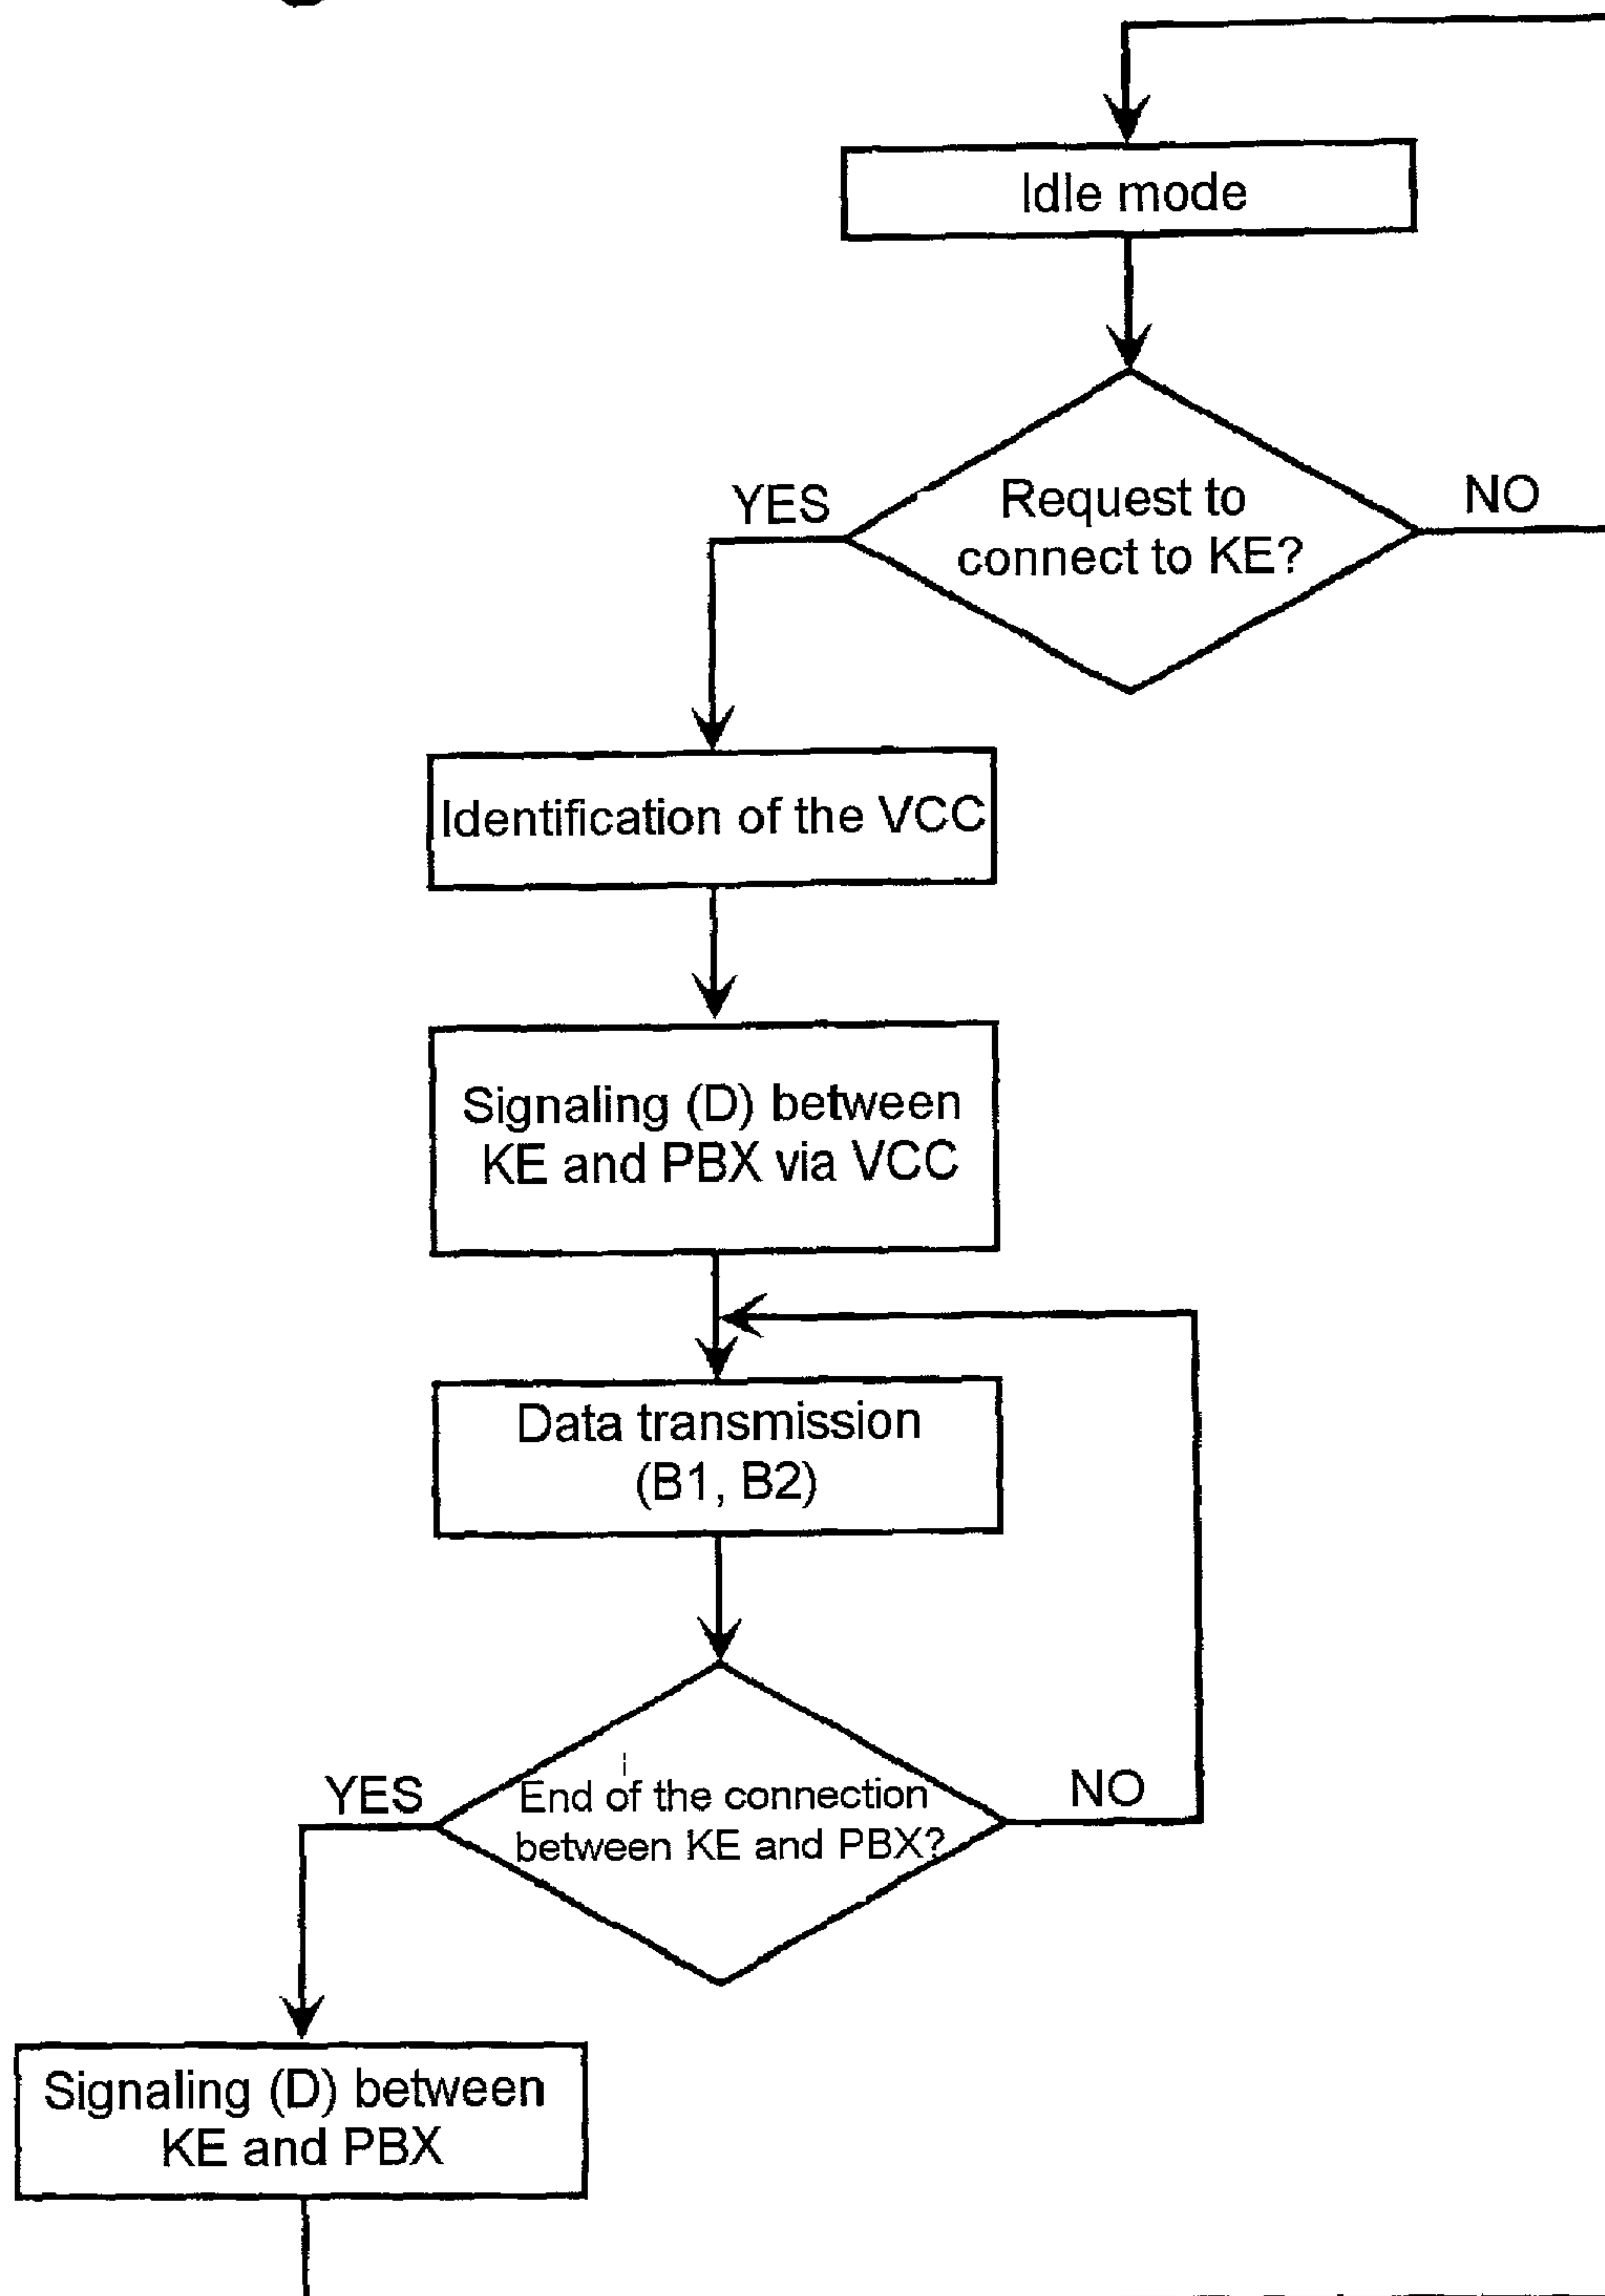 Idle mode
YES
Request to
connect to KE?
NO
Identification of the VCC
Signaling (D) between
KE and PBX via VCC
Data transmission
(B1, B2)
YES
End of the connection
between KE and PBX?
NO
Signaling (D) between
KE and PBX